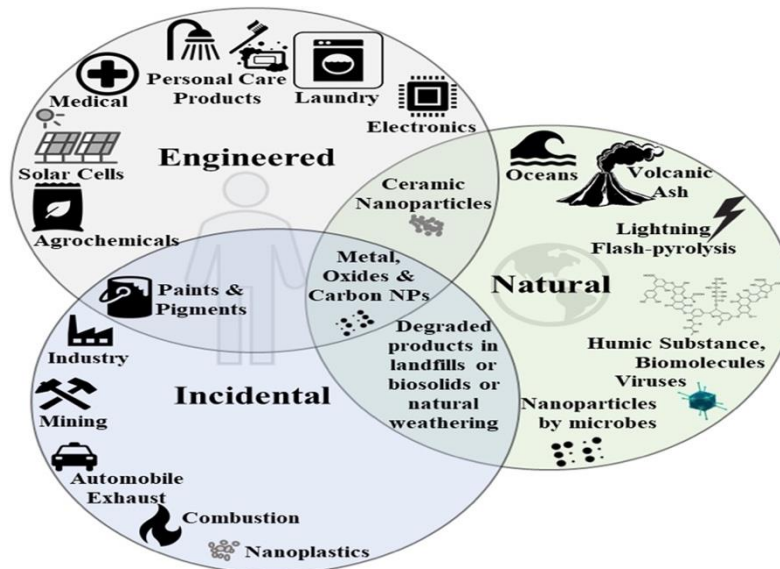 Medical
Personal Care
Products
Laundry
Electronics
Solar Cells
Engineered
Agrochemicals
Ceramic
Nanoparticles
Oceans
Volcanic
Ash
Lightning
Flash-pyrolysis
Natural
Humic Substance,
Biomolecules
Viruses
Nanoparticles
by microbes
Metal,
Oxides &
Carbon NPs
Paints &
Pigments
Degraded
products in
landfills or
biosolids or
natural
weathering
Industry
Incidental
Mining
Automobile
Exhaust
Combustion
Nanoplastics